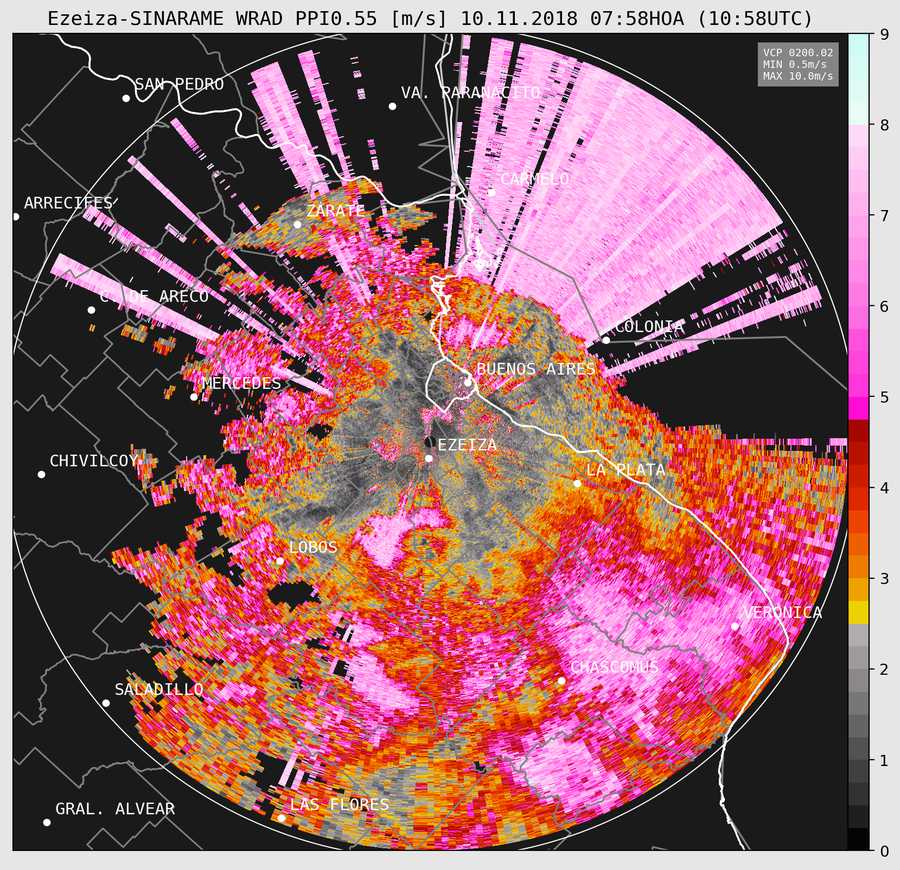 Ezeiza-SINARAME WRAD PPI0.55 [m/s] 10.11.2018 07:58HOA (10:58UTC)
VCP 0200.02
MIN 0.5m/s
MAX 10.0m/s
SAN PEDRO
VA. PARANACITO
CARMELO
ARRECIFES
ZARATE
DE ARECO
COLONIA
BUENOS AIRES
MERCEDES
EZEIZA
CHIVILCOY
LA PLATA
LOBOS
VERONICA
CHASCOMUS
SALADILLO
LAS FLORES
GRAL. ALVEAR
9
8
7
6
5
4
3
2
1
0